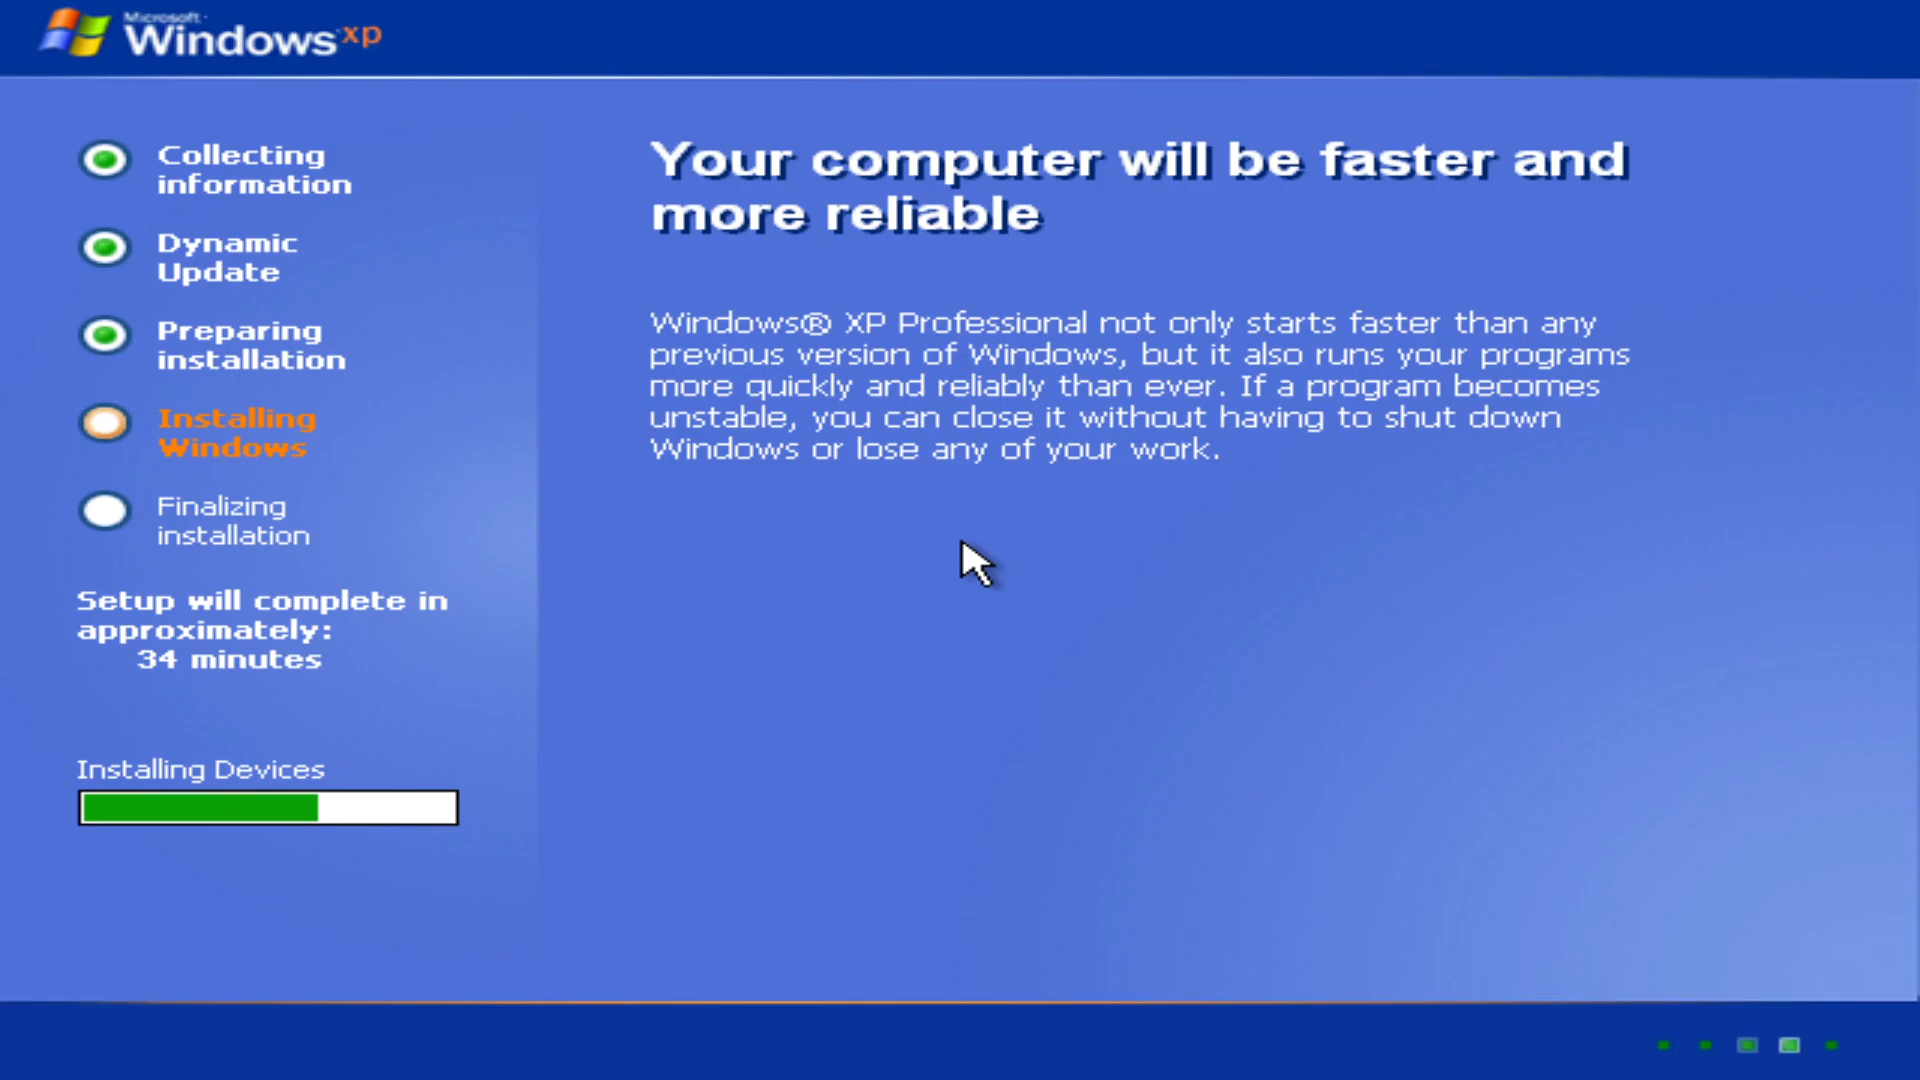 Microsoft
Windows xp
Collecting
information
Dynamic
Update
Preparing
installation
Installing
Windows
Finalizing
installation
Setup will complete in
approximately:
34 minutes
Installing Devices
Your computer will be faster and
more reliable
Windows® XP Professional not only starts faster than any
previous version of Windows, but it also runs your programs
more quickly and reliably than ever. If a program becomes
unstable, you can close it without having to shut down
Windows or lose any of your work.